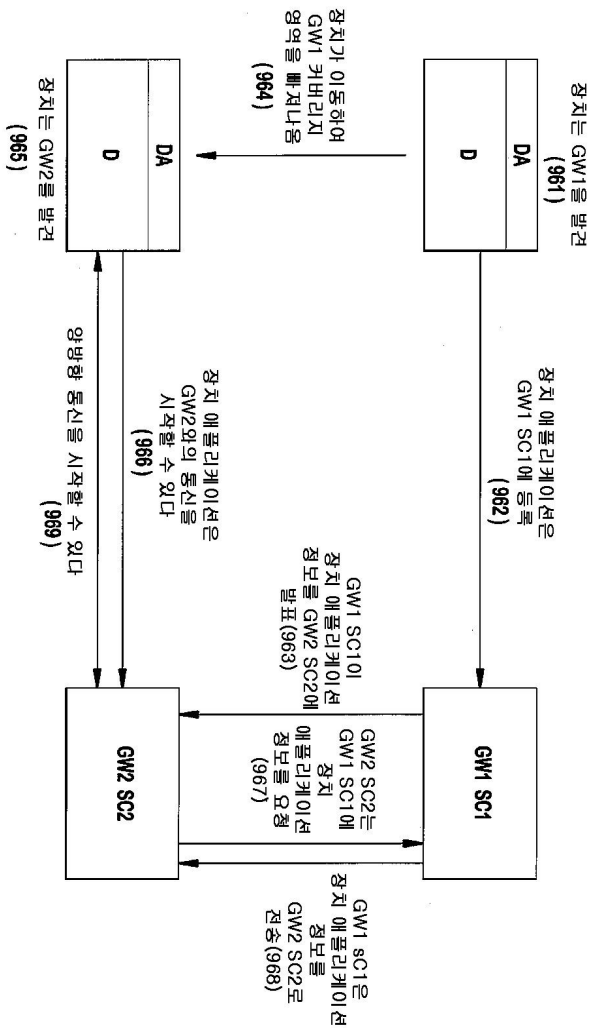 장치는 GW1을 발견
(961)
DA
D
장치 애플리케이션은
GW1 SC1에 등록
(962)
GW1 SC1
장치가 이동하여
GW1 커버리지
영역을 빠져나옴
(964)
GW1 SC1이
장치 애플리케이션
정보를 GW2 SC2에
발표(963)
GW2 SC2는
GW1 SC1에
장치
애플리케이션
정보를 요청
(967)
GW1 sC1은
장치 애플리케이션
정보를
GW2 SC2로
전송(968)
DA
D
장치 애플리케이션은
GW2와의 통신을
시작할 수 있다
(966)
GW2 SC2
양방향 통신을 시작할 수 있다
(969)
장치는 GW2를 발견
(965)